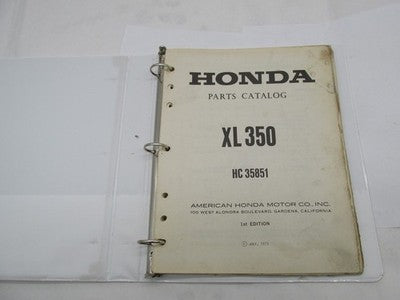 HONDA
PARTS CATALOG
XL 350
HC 35851
AMERICAN HONDA MOTOR CO., INC.
100 WEST ALONDRA BOULEVARD, GARDENA, CALIFORNIA
1st EDITION